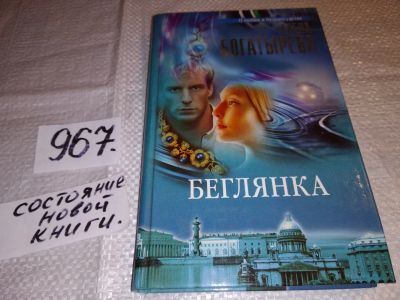 БОГАТЫРЕВА
БЕГЛЯНКА
967.
СОСТОЯНИЕ
НОВОЙ
КНИГИ.